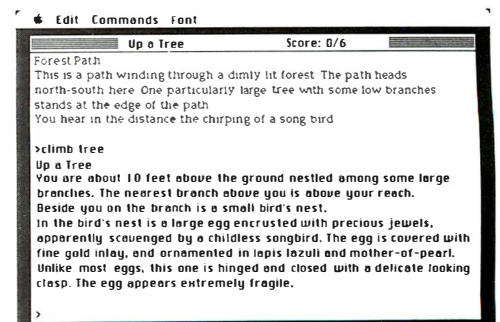 Edit Commands Font
Up a Tree Score: 0/6
Forest Path
This is a path winding through a dimly lit forest The path heads
north-south here One particularly large tree with some low branches
stands at the edge of the path
You hear in the distance the chirping of a song bird
>climb tree
Up a Tree
You are about 10 feet above the ground nestled among some large
branches. The nearest branch above you is above your reach.
Beside you on the branch is a small bird's nest.
In the bird's nest is a large egg encrusted with precious jewels,
apparently scavenged by a childless songbird. The egg is covered with
fine gold inlay, and ornamented in lapis lazuli and mother-of-pearl.
Unlike most eggs, this one is hinged and closed with a delicate looking
clasp. The egg appears extremely fragile.
>